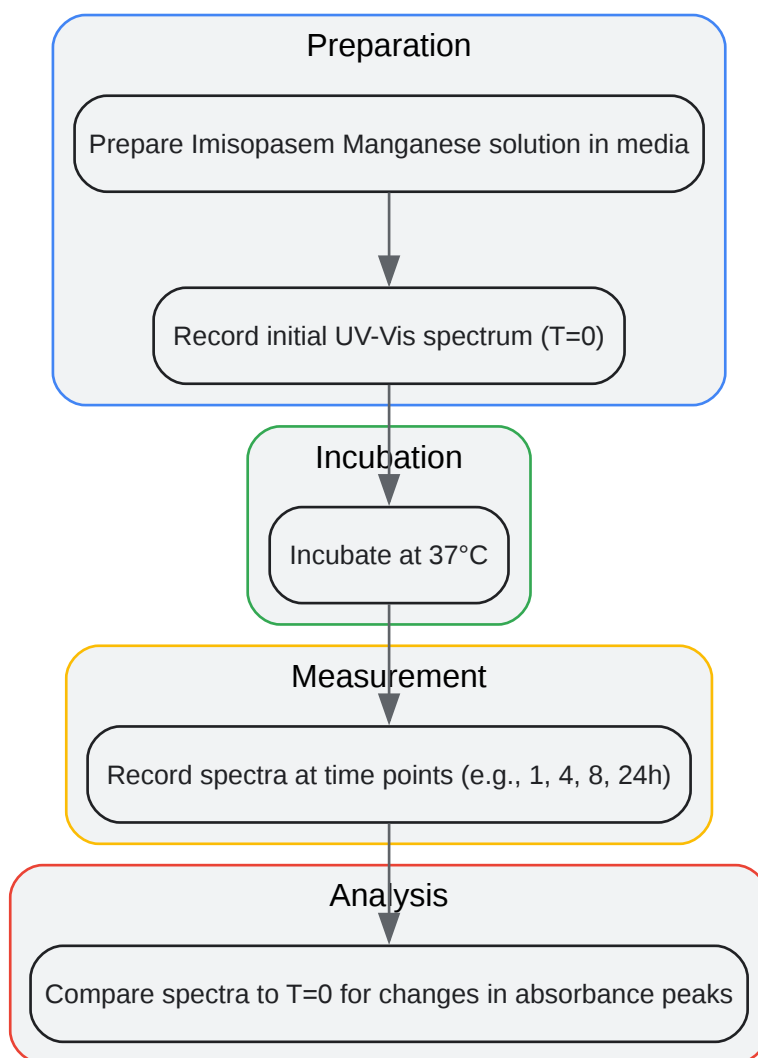 Preparation
Prepare Imisopasem Manganese solution in media
Record initial UV-Vis spectrum (T=0)
Incubation
Incubate at 37°C
Measurement
Record spectra at time points (e.g., 1, 4, 8, 24h)
Analysis
Compare spectra to T=0 for changes in absorbance peaks